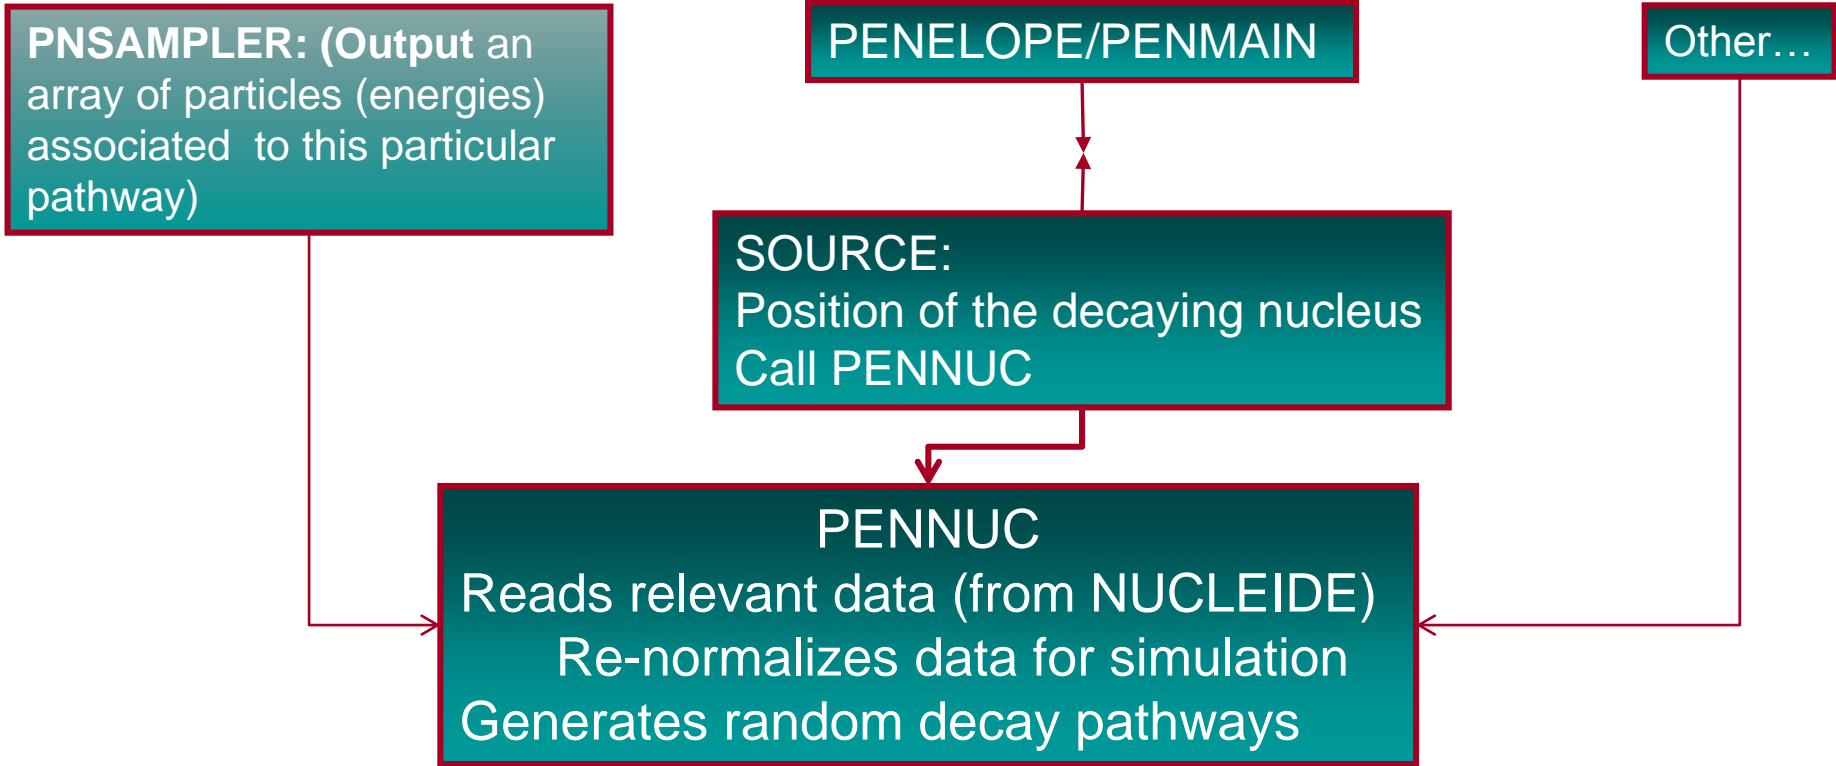 PNSAMPLER: (Output an
array of particles (energies)
associated  to this particular
pathway)
PENELOPE/PENMAIN
Other...
SOURCE:
Position of the decaying nucleus
Call PENNUC
PENNUC
Reads relevant data (from NUCLEIDE)
Re-normalizes data for simulation
Generates random decay pathways